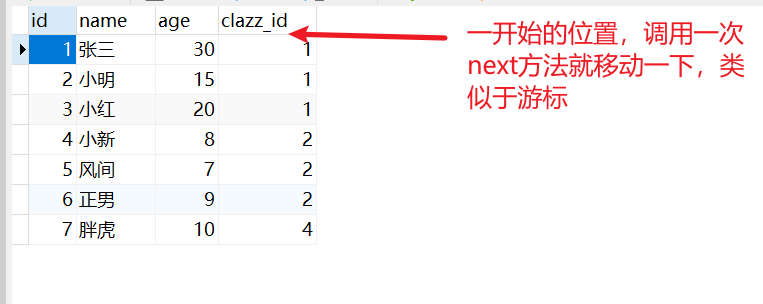 id name age clazz_id
1 张三 30 1
2 小明 15 1
3 小红 20 1
4 小新 8 2
5 风间 7 2
6 正男 9 2
7 胖虎 10 4
一开始的位置，调用一次
next方法就移动一下，类
似于游标